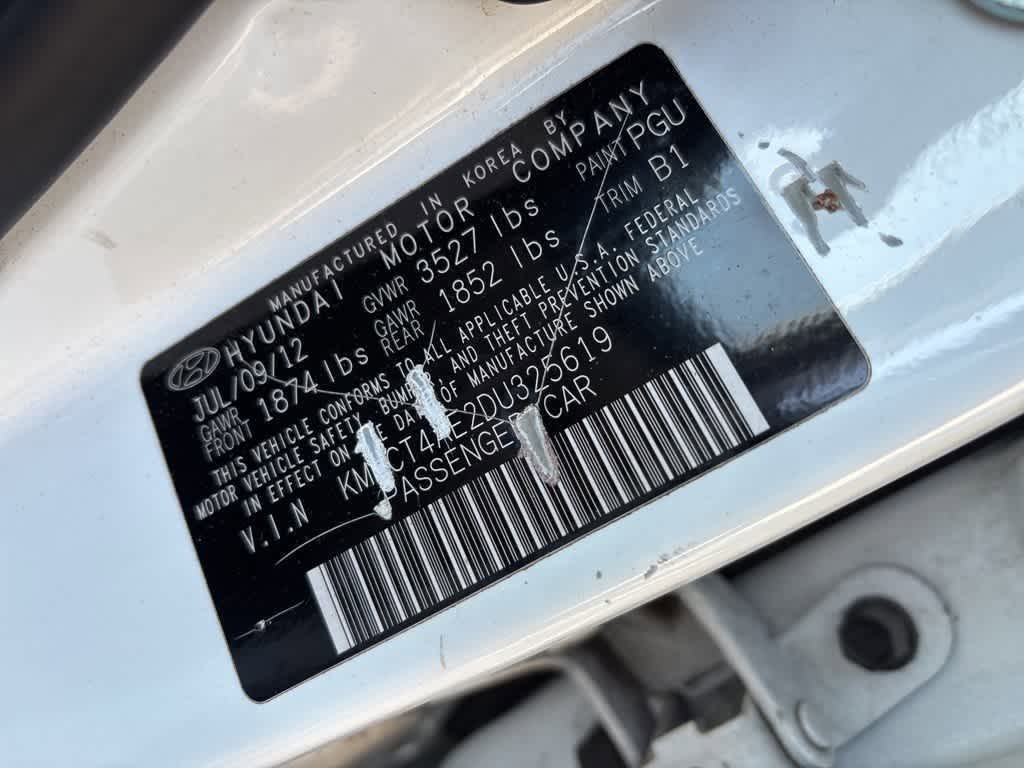 MANUFACTURED IN KOREA BY
HYUNDAI MOTOR COMPANY
JUL/09/12 GVWR 3527 lbs PAINT PGU
GAWR FRONT 1874 lbs GAWR REAR 1852 lbs TRIM B1
THIS VEHICLE CONFORMS TO ALL APPLICABLE U.S.A. FEDERAL
MOTOR VEHICLE SAFETY BUMPER AND THEFT PREVENTION STANDARDS
IN EFFECT ON THE DATE OF MANUFACTURE SHOWN ABOVE
V.I.N KMHCT4AE2DU325619
PASSENGER CAR